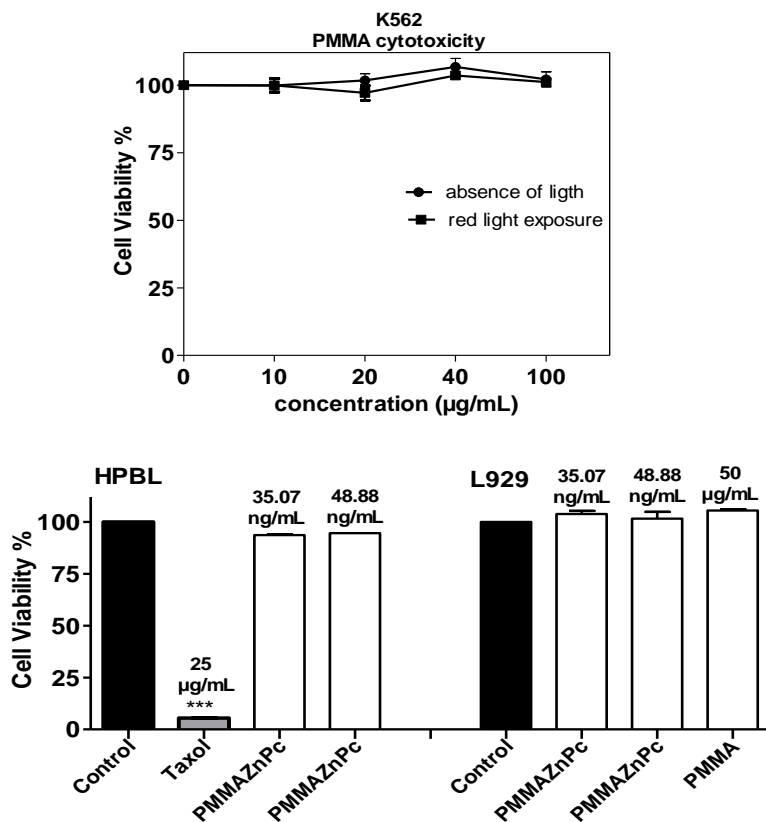 K562
PMMA cytotoxicity
100
75
50
25
0
Cell Viability %
absence of ligth
red light exposure
0 10 20 40 100
concentration (µg/mL)
HPBL
L929
35.07
ng/mL
48.88
ng/mL
35.07
ng/mL
48.88
ng/mL
50
µg/mL
100
75
50
25
0
Cell Viability %
25
µg/mL
***
Control
Taxol
PMMAZnPc
PMMAZnPc
Control
PMMAZnPc
PMMAZnPc
PMMA